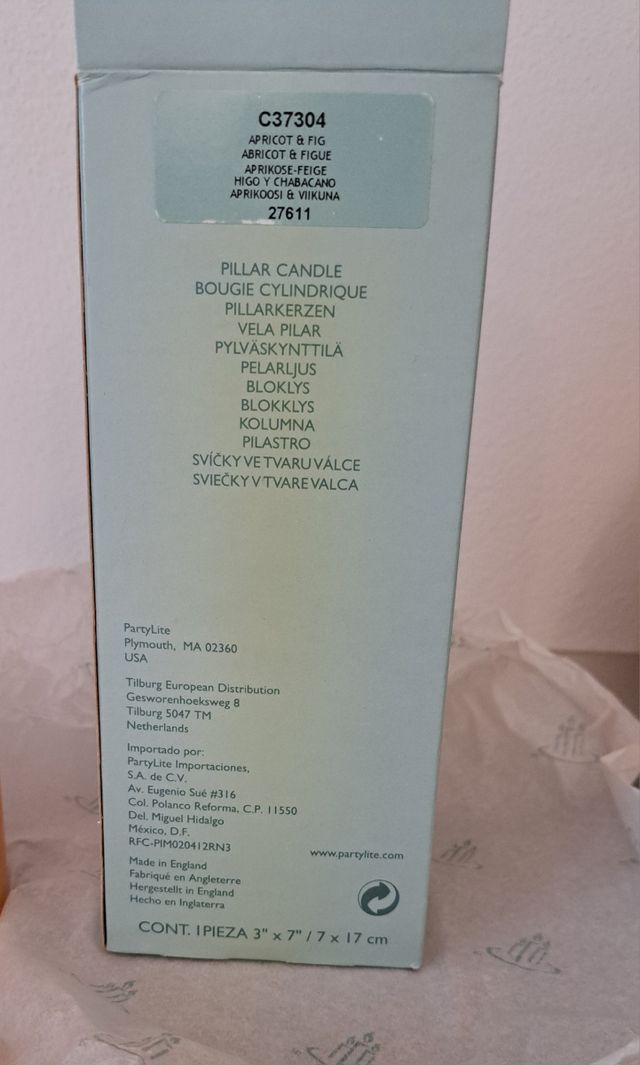 C37304
APRICOT & FIG
ABRICOT & FIGUE
APRIKOSE-FEIGE
HIGO Y CHABACANO
APRIKOOSI & VIIKUNA
27611
PILLAR CANDLE
BOUGIE CYLINDRIQUE
PILLARKERZEN
VELA PILAR
PYLVÄSKYNTTILÄ
PELARLJUS
BLOKLYS
BLOKKLYS
KOLUMNA
PILASTRO
SVÍČKY VE TVARU VÁLCE
SVIEČKY V TVARE VALCA
PartyLite
Plymouth, MA 02360
USA
Tilburg European Distribution
Gesworenhoeksweg 8
Tilburg 5047 TM
Netherlands
Importado por:
PartyLite Importaciones,
S.A. de C.V.
Av. Eugenio Sué #316
Col. Polanco Reforma, C.P. 11550
Del. Miguel Hidalgo
México, D.F.
RFC-PIM020412RN3
www.partylite.com
Made in England
Fabriqué en Angleterre
Hergestellt in England
Hecho en Inglaterra
CONT. 1PIEZA 3" x 7" / 7 x 17 cm